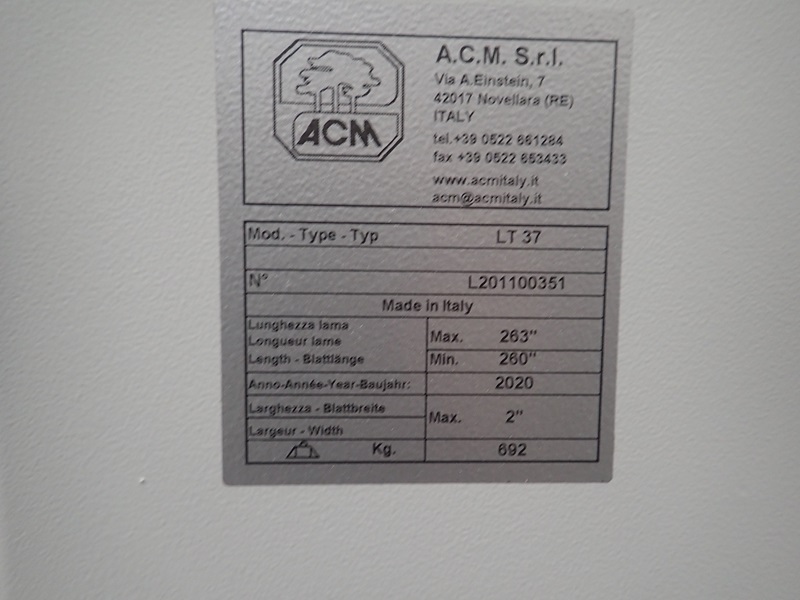 ACM
A.C.M. S.r.l.
Via A.Einstein, 7
42017 Novellara (RE)
ITALY
tel.+39 0522 661284
fax +39 0522 653433
www.acmitaly.it
acm@acmitaly.it
Mod. - Type - Typ LT 37
N° L201100351
Made in Italy
Lunghezza lama
Longueur lame
Length - Blattlänge
Max. 263"
Min. 260"
Anno-Année-Year-Baujahr: 2020
Larghezza - Blattbreite
Largeur - Width
Max. 2"
Kg. 692